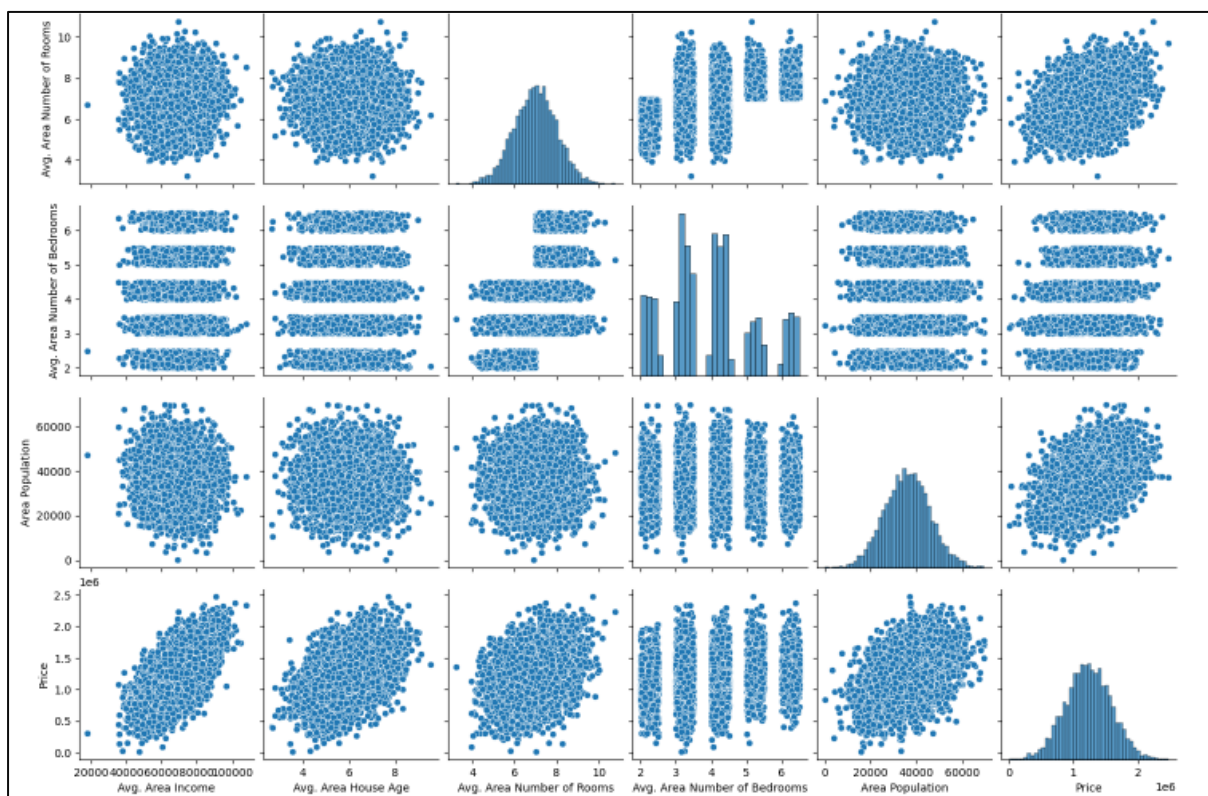 Avg. Area Number of Rooms
10
8
6
4
Avg. Area Number of Bedrooms
6
5
4
3
2
Area Population
60000
40000
20000
0
1e6
Price
2.5
2.0
1.5
1.0
0.5
0.0
20000 40000 60000 80000 100000
4 6 8
4 6 8 10
2 3 4 5 6
0 20000 40000 60000
0 1 2
1e6
Avg. Area Income
Avg. Area House Age
Avg. Area Number of Rooms
Avg. Area Number of Bedrooms
Area Population
Price